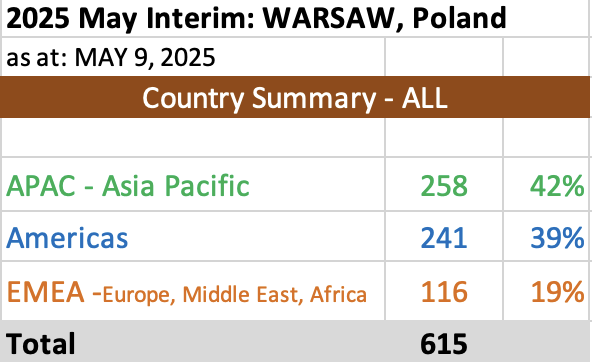 2025 May Interim: WARSAW, Poland
as at: MAY 9, 2025
Country Summary - ALL
APAC - Asia Pacific 258 42%
Americas 241 39%
EMEA -Europe, Middle East, Africa 116 19%
Total 615